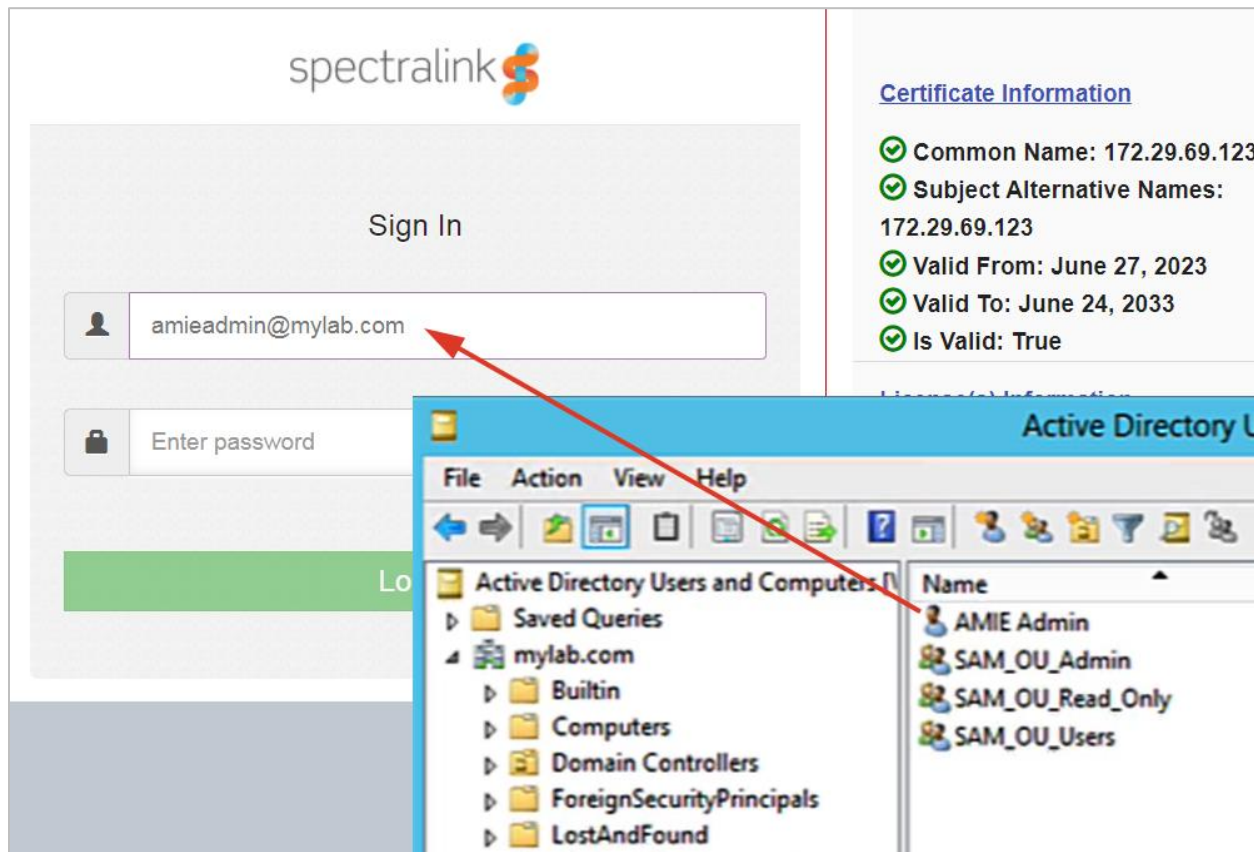 spectralink
Sign In
amieadmin@mylab.com
Enter password
Lo
Certificate Information
Common Name: 172.29.69.123
Subject Alternative Names:
172.29.69.123
Valid From: June 27, 2023
Valid To: June 24, 2033
Is Valid: True
License(s) Information
Active Directory U
File Action View Help
Active Directory Users and Computers [\
Saved Queries
mylab.com
Builtin
Computers
Domain Controllers
ForeignSecurityPrincipals
LostAndFound
Name
AMIE Admin
SAM_OU_Admin
SAM_OU_Read_Only
SAM_OU_Users